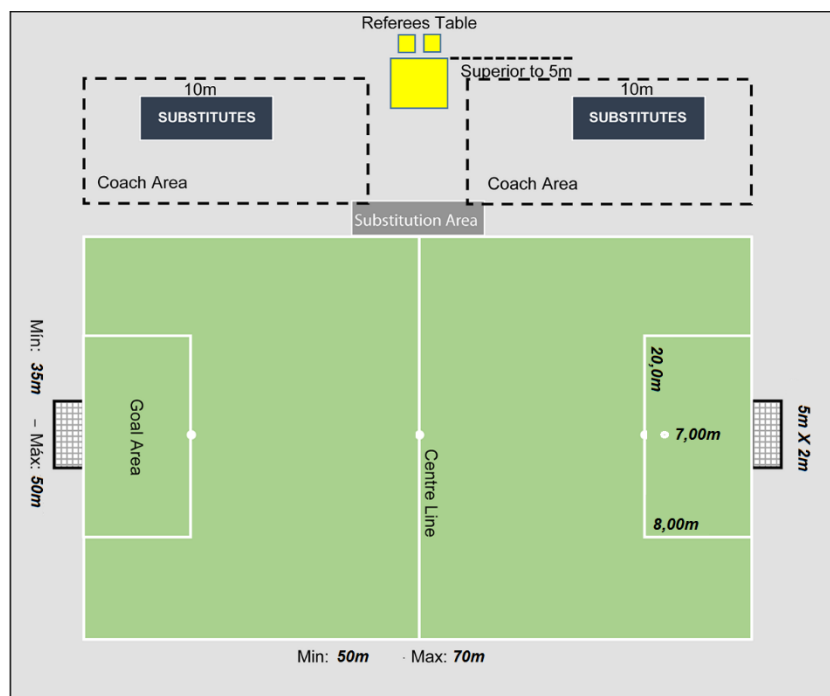 Referees Table
Superior to 5m
10m
10m
SUBSTITUTES
SUBSTITUTES
Coach Area
Coach Area
Substitution Area
Mín: 35m – Máx: 50m
Goal Area
Centre Line
20,0m
7,00m
8,00m
5m X 2m
Min: 50m · Max: 70m